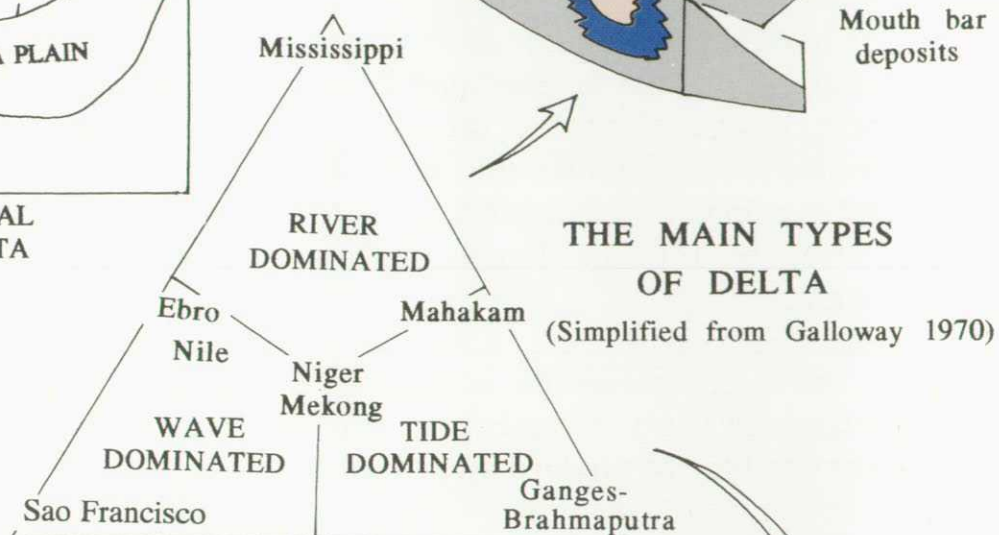 Mouth bar
deposits
PLAIN
Mississippi
AL
TA
RIVER
DOMINATED
THE MAIN TYPES
OF DELTA
(Simplified from Galloway 1970)
Ebro
Mahakam
Nile
Niger
Mekong
WAVE
DOMINATED
TIDE
DOMINATED
Sao Francisco
Ganges-
Brahmaputra